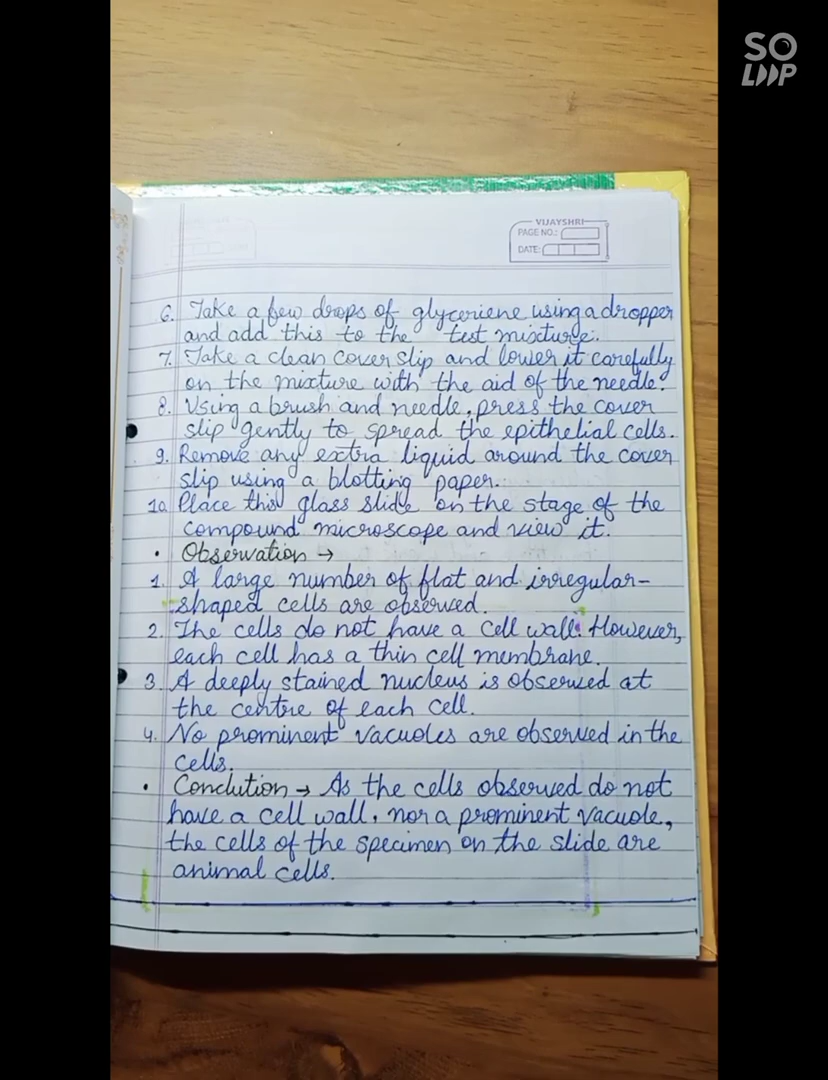 SO
LOOP
VIJAYSHRI
PAGE NO.:
DATE:
6. Take a few drops of glyceriene using a dropper
and add this to the test mixture.
7. Take a clean cover slip and lower it carefully
on the mixture with the aid of the needle.
8. Using a brush and needle, press the cover
slip gently to spread the epithelial cells.
9. Remove any extra liquid around the cover
slip using a blotting paper.
10. Place this glass slide on the stage of the
compound microscope and view it.
• Observation →
1. A large number of flat and irregular-
shaped cells are observed.
2. The cells do not have a cell wall. However,
each cell has a thin cell membrane.
3. A deeply stained nucleus is observed at
the centre of each cell.
4. No prominent vacuoles are observed in the
cells.
• Conclution → As the cells observed do not
have a cell wall, nor a prominent vacuole,
the cells of the specimen on the slide are
animal cells.